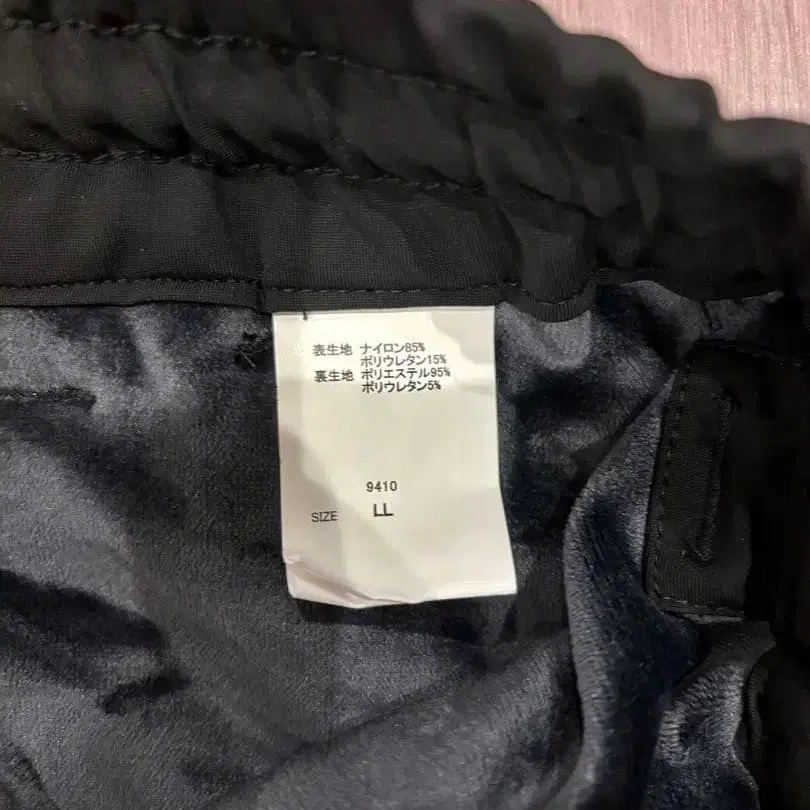 表生地 ナイロン85%
ポリウレタン15%
裏生地 ポリエステル95%
ポリウレタン5%
9410
SIZE LL